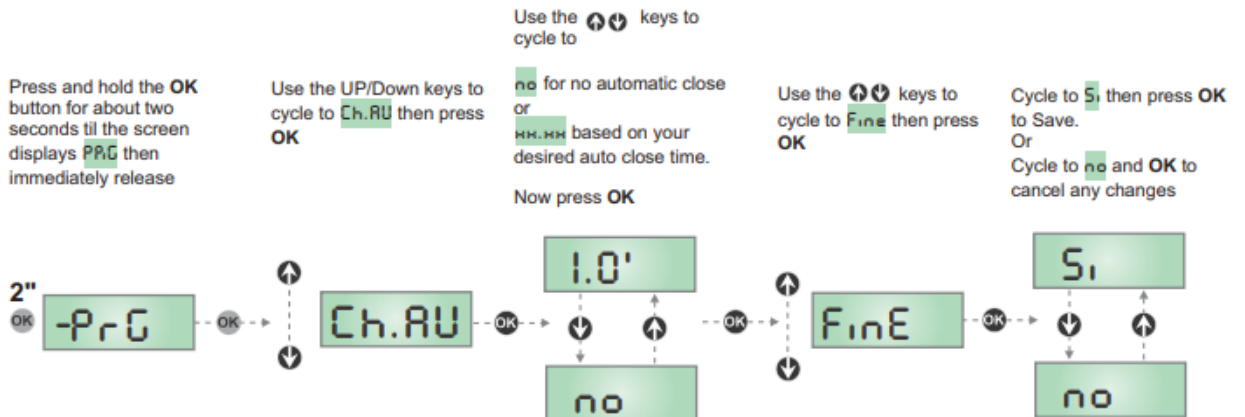 Press and hold the OK
button for about two
seconds til the screen
displays PRG then
immediately release
Use the UP/Down keys to
cycle to Ch.AU then press
OK
Use the keys to
cycle to
no for no automatic close
or
HH.HH based on your
desired auto close time.
Now press OK
Use the keys to
cycle to Fine then press
OK
Cycle to Si then press OK
to Save.
Or
Cycle to no and OK to
cancel any changes
2"
OK
-PrG
OK
Ch.AU
OK
1.0'
no
OK
FinE
OK
Si
no